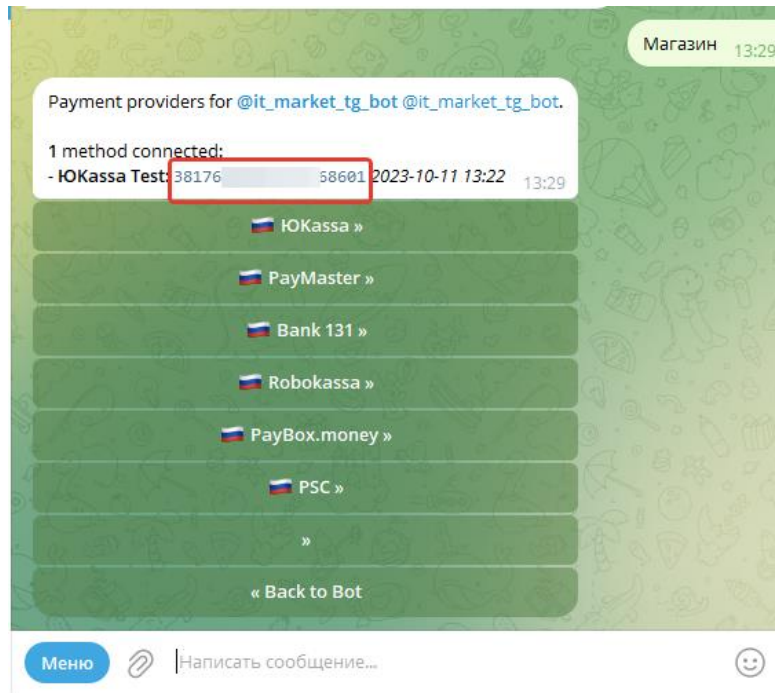 Магазин 13:29
Payment providers for @it_market_tg_bot @it_market_tg_bot.
1 method connected:
- ЮKassa Test: 38176 68601 2023-10-11 13:22 13:29
ЮKassa »
PayMaster »
Bank 131 »
Robokassa »
PayBox.money »
PSC »
»
« Back to Bot
Меню
Написать сообщение...